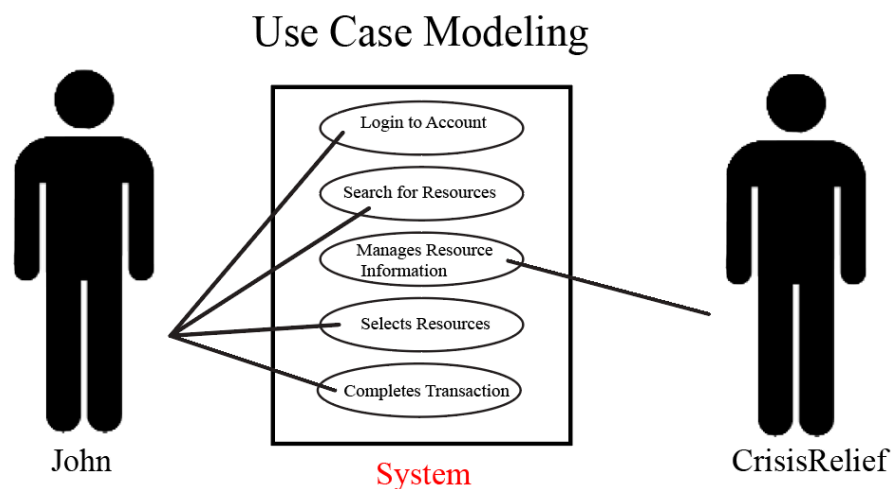 Use Case Modeling
Login to Account
Search for Resources
Manages Resource
Information
Selects Resources
Completes Transaction
John
System
CrisisRelief